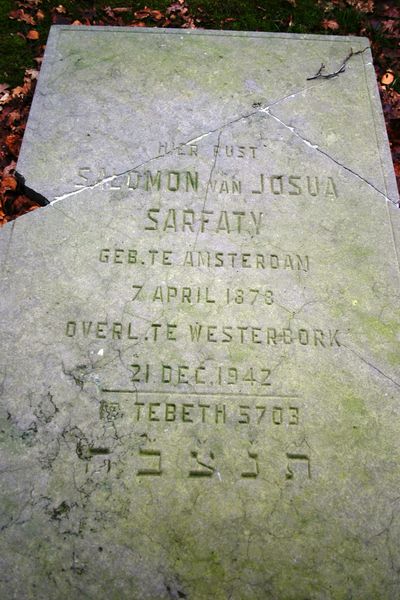 HIER RUST
SALOMON van JOSUA
SARFATY
GEB. TE AMSTERDAM
7 APRIL 1878
OVERL. TE WESTERBORK
21 DEC. 1942
TEBETH 5703
תנצבה